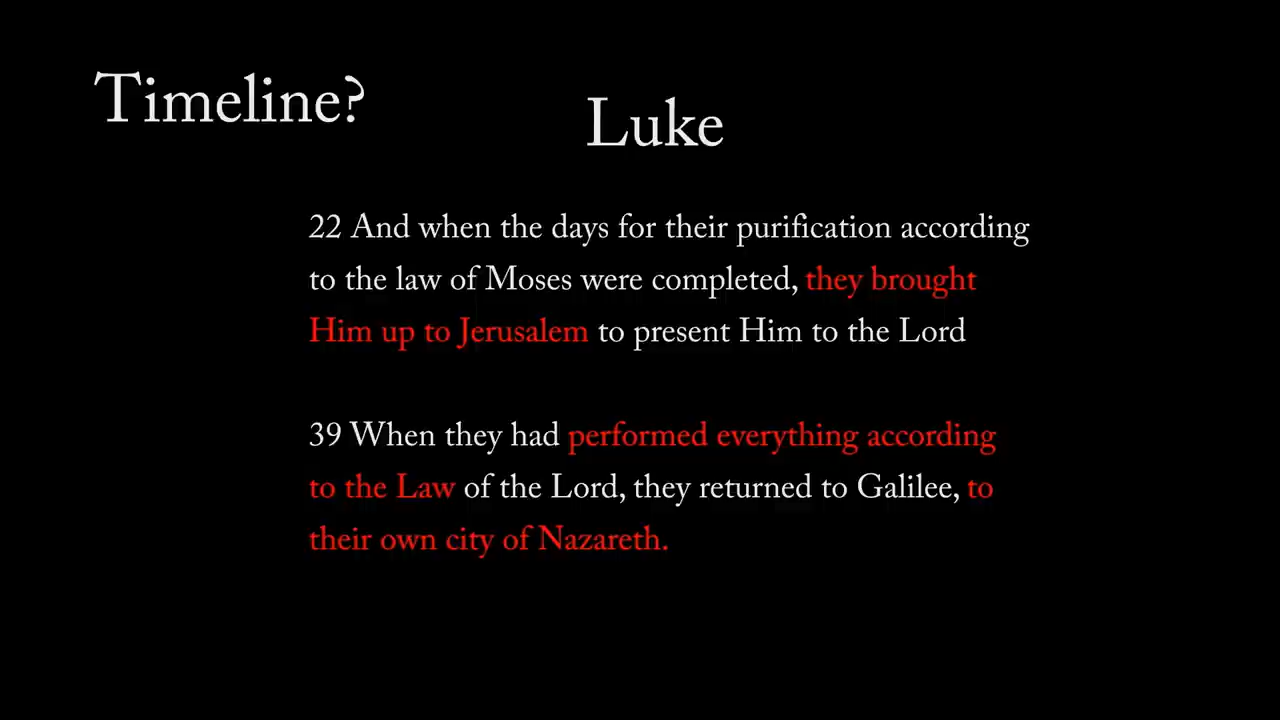 Timeline?
Luke
22 And when the days for their purification according
to the law of Moses were completed, they brought
Him up to Jerusalem to present Him to the Lord
39 When they had performed everything according
to the Law of the Lord, they returned to Galilee, to
their own city of Nazareth.